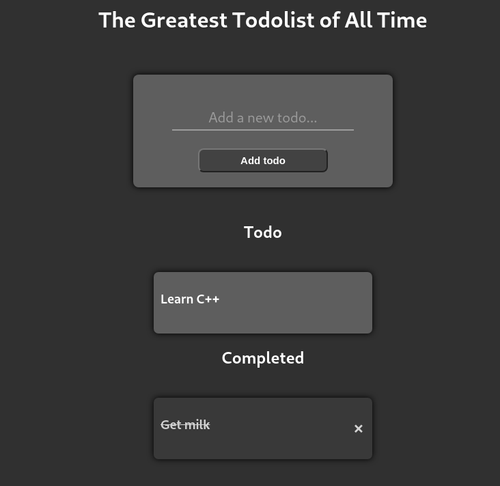 The Greatest Todolist of All Time
Add a new todo...
Add todo
Todo
Learn C++
Completed
Get milk
×